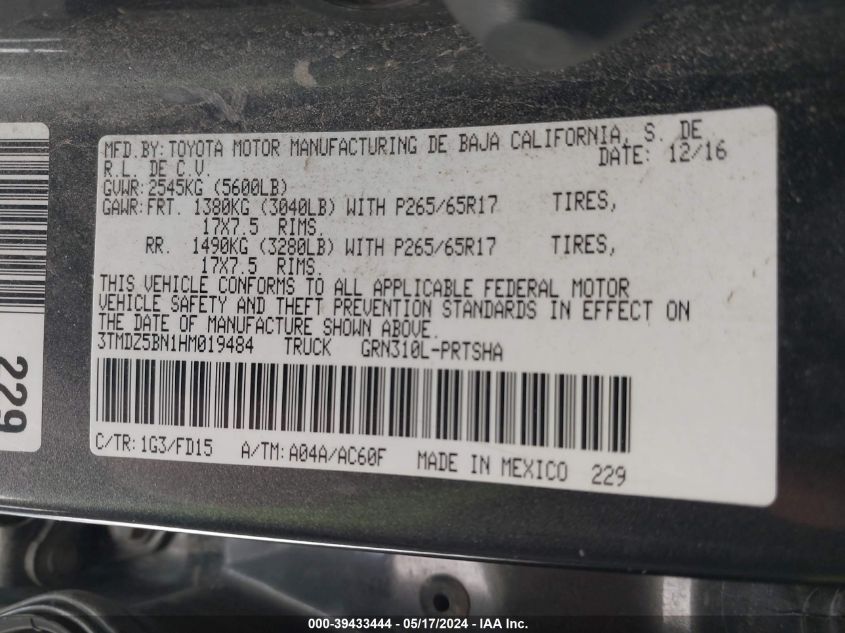 MFD.BY: TOYOTA MOTOR MANUFACTURING DE BAJA CALIFORNIA, S. DE
R.L. DE C.V. DATE: 12/16
GVWR: 2545KG (5600LB)
GAWR: FRT. 1380KG (3040LB) WITH P265/65R17 TIRES,
17X7.5 RIMS.
RR. 1490KG (3280LB) WITH P265/65R17 TIRES,
17X7.5 RIMS.
THIS VEHICLE CONFORMS TO ALL APPLICABLE FEDERAL MOTOR
VEHICLE SAFETY AND THEFT PREVENTION STANDARDS IN EFFECT ON
THE DATE OF MANUFACTURE SHOWN ABOVE.
3TMDZ5BN1HM019484 TRUCK GRN310L-PRTSHA
C/TR: 1G3/FD15 A/TM: A04A/AC60F MADE IN MEXICO 229
229
000-39433444 - 05/17/2024 - IAAI Inc.